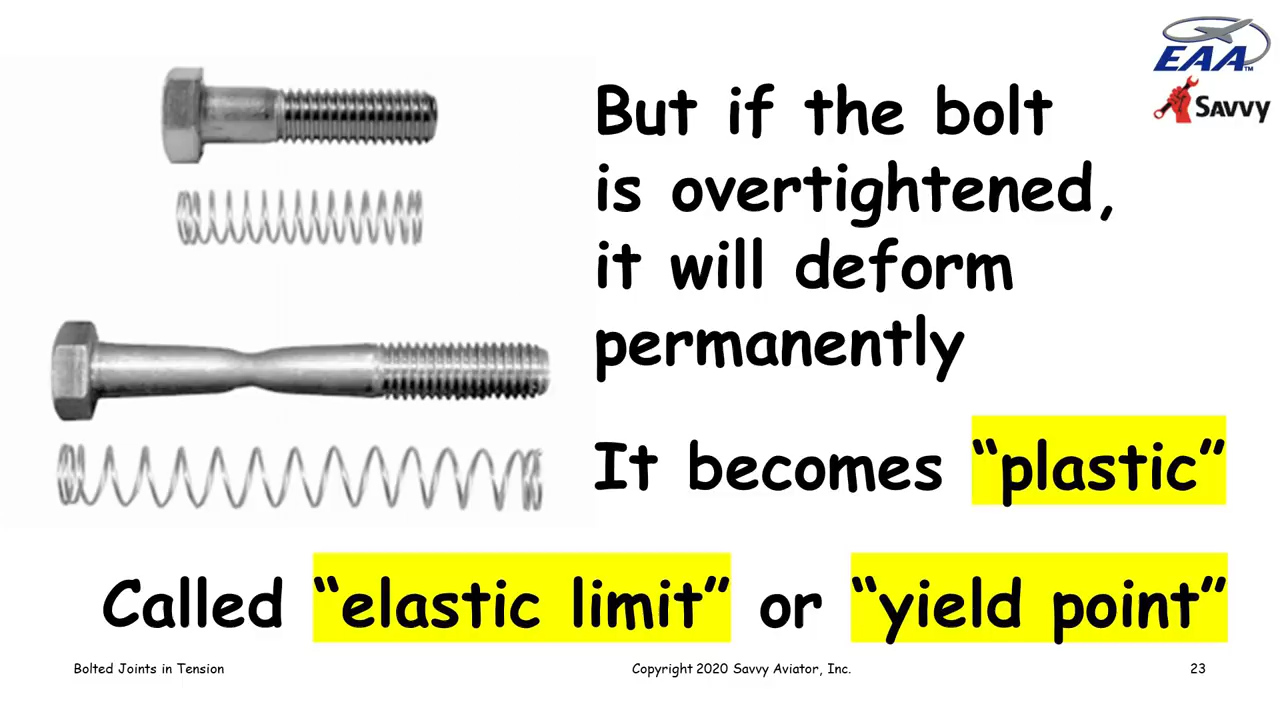 EAA™
Savvy
But if the bolt
is overtightened,
it will deform
permanently
It becomes “plastic”
Called “elastic limit” or “yield point”
Bolted Joints in Tension
Copyright 2020 Savvy Aviator, Inc.
23